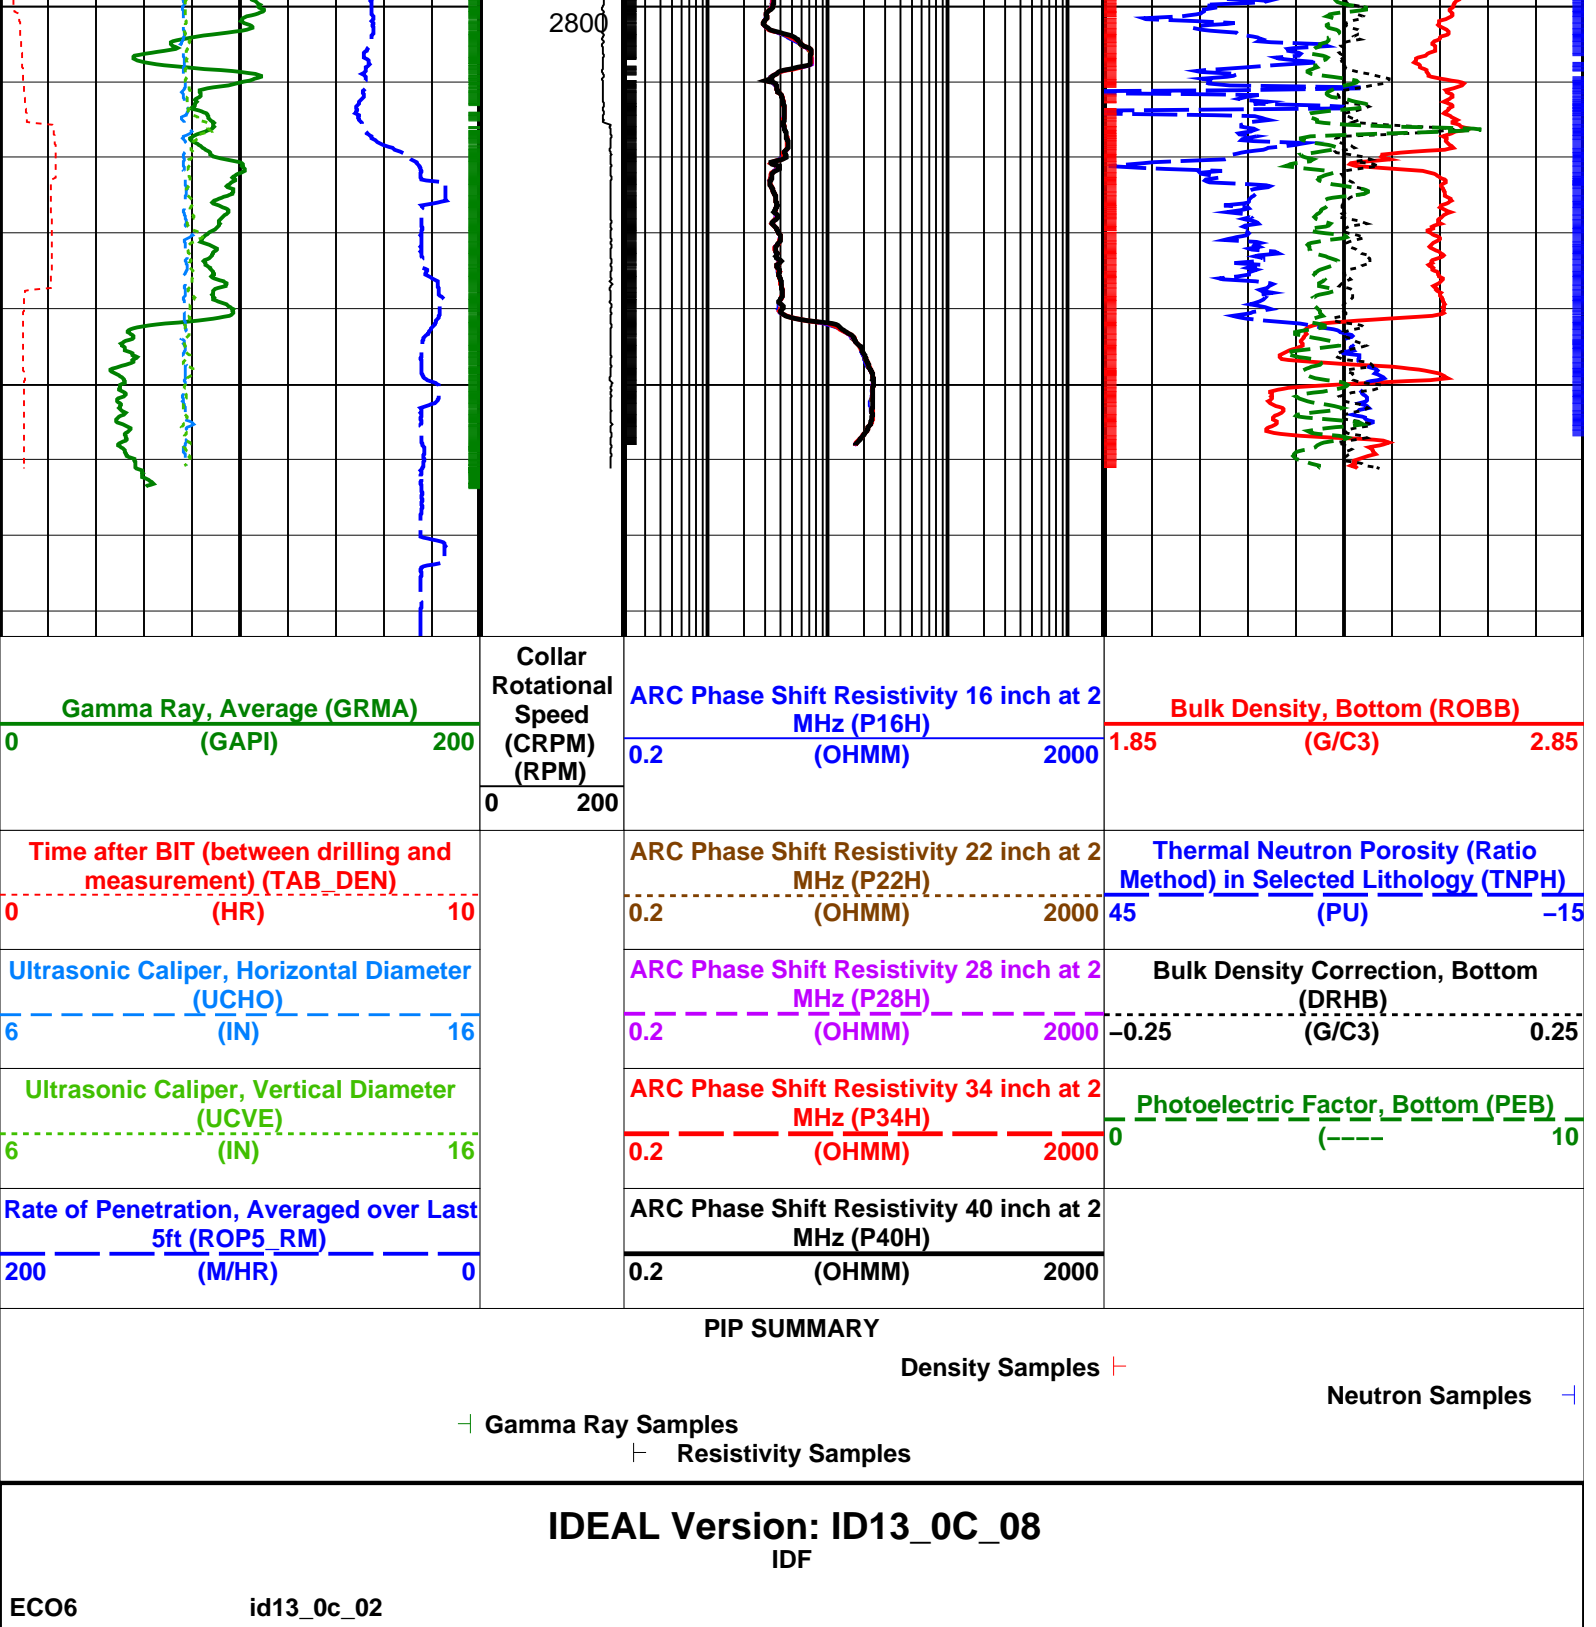 2800
Gamma Ray, Average (GRMA)
0 (GAPI) 200
Collar
Rotational
Speed
(CRPM)
(RPM)
0 200
ARC Phase Shift Resistivity 16 inch at 2
MHz (P16H)
0.2 (OHMM) 2000
Bulk Density, Bottom (ROBB)
1.85 (G/C3) 2.85
Time after BIT (between drilling and
measurement) (TAB_DEN)
0 (HR) 10
ARC Phase Shift Resistivity 22 inch at 2
MHz (P22H)
0.2 (OHMM) 2000
Thermal Neutron Porosity (Ratio
Method) in Selected Lithology (TNPH)
45 (PU) −15
Ultrasonic Caliper, Horizontal Diameter
(UCHO)
6 (IN) 16
ARC Phase Shift Resistivity 28 inch at 2
MHz (P28H)
0.2 (OHMM) 2000
Bulk Density Correction, Bottom
(DRHB)
−0.25 (G/C3) 0.25
Ultrasonic Caliper, Vertical Diameter
(UCVE)
6 (IN) 16
ARC Phase Shift Resistivity 34 inch at 2
MHz (P34H)
0.2 (OHMM) 2000
Photoelectric Factor, Bottom (PEB)
0 (−−−− 10
Rate of Penetration, Averaged over Last
5ft (ROP5_RM)
200 (M/HR) 0
ARC Phase Shift Resistivity 40 inch at 2
MHz (P40H)
0.2 (OHMM) 2000
PIP SUMMARY
Density Samples
Neutron Samples
Gamma Ray Samples
Resistivity Samples
IDEAL Version: ID13_0C_08
IDF
ECO6 id13_0c_02